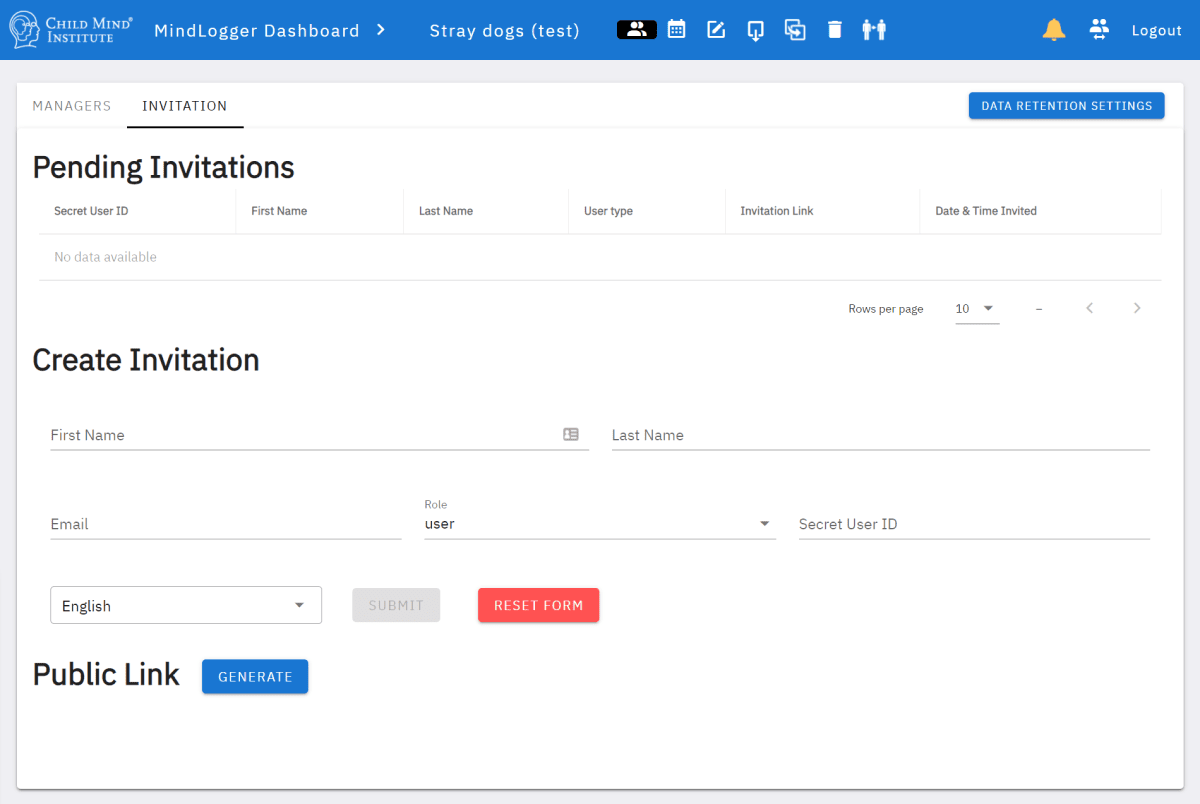 CHILD MIND®
INSTITUTE
MindLogger Dashboard
Stray dogs (test)
Logout
MANAGERS
INVITATION
DATA RETENTION SETTINGS
Pending Invitations
Secret User ID
First Name
Last Name
User type
Invitation Link
Date & Time Invited
No data available
Rows per page
10
–
Create Invitation
First Name
Last Name
Email
Role
user
Secret User ID
English
SUBMIT
RESET FORM
Public Link
GENERATE